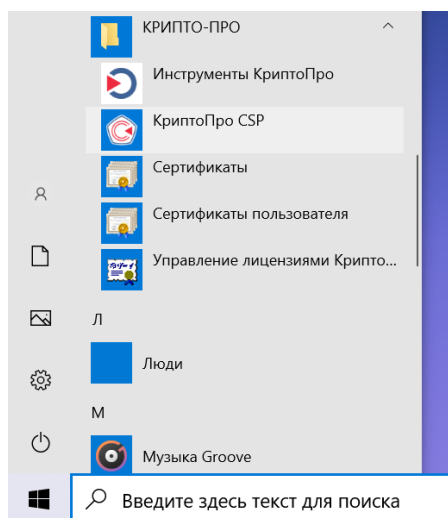 КРИПТО-ПРО
Инструменты КриптоПро
КриптоПро CSP
Сертификаты
Сертификаты пользователя
Управление лицензиями Крипто...
Л
Люди
М
Музыка Groove
Введите здесь текст для поиска